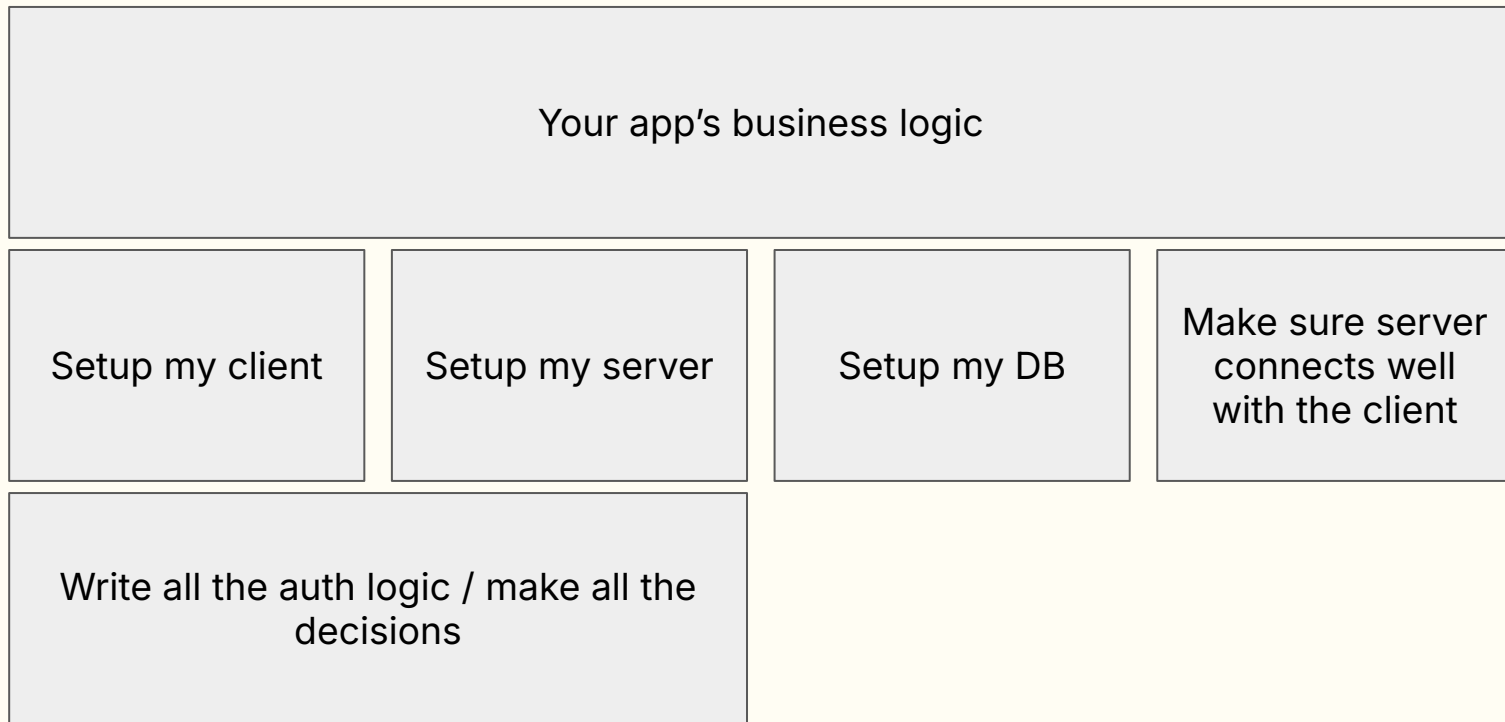 Your app’s business logic
Setup my client
Setup my server
Setup my DB
Make sure server
connects well
with the client
Write all the auth logic / make all the
decisions